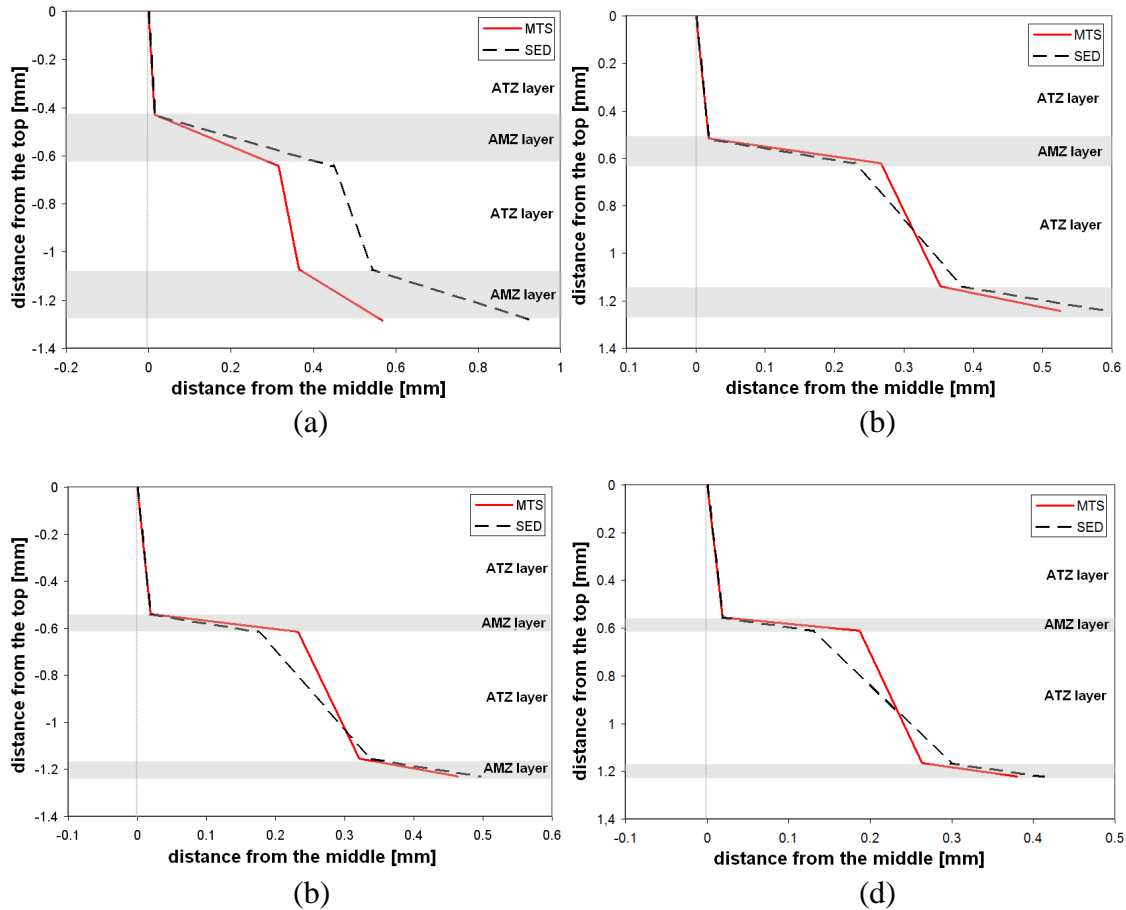 0
-0.2
-0.4
-0.6
-0.8
-1
-1.2
-1.4
distance from the top [mm]
MTS
SED
ATZ layer
AMZ layer
ATZ layer
AMZ layer
-0.2 0 0.2 0.4 0.6 0.8 1
distance from the middle [mm]
(a)
0
0.2
0.4
0.6
0.8
1
1.2
1.4
distance from the top [mm]
MTS
SED
ATZ layer
AMZ layer
ATZ layer
0.1 0 0.1 0.2 0.3 0.4 0.5 0.6
distance from the middle [mm]
(b)
0
-0.2
-0.4
-0.6
-0.8
-1
-1.2
-1.4
distance from the top [mm]
MTS
SED
ATZ layer
AMZ layer
ATZ layer
AMZ layer
-0.1 0 0.1 0.2 0.3 0.4 0.5 0.6
distance from the middle [mm]
(b)
0
0.2
0.4
0.6
0.8
1
1.2
1,4
distance from the top [mm]
MTS
SED
ATZ layer
AMZ layer
ATZ layer
-0.1 0 0.1 0.2 0.3 0.4 0.5
distance from the middle [mm]
(d)